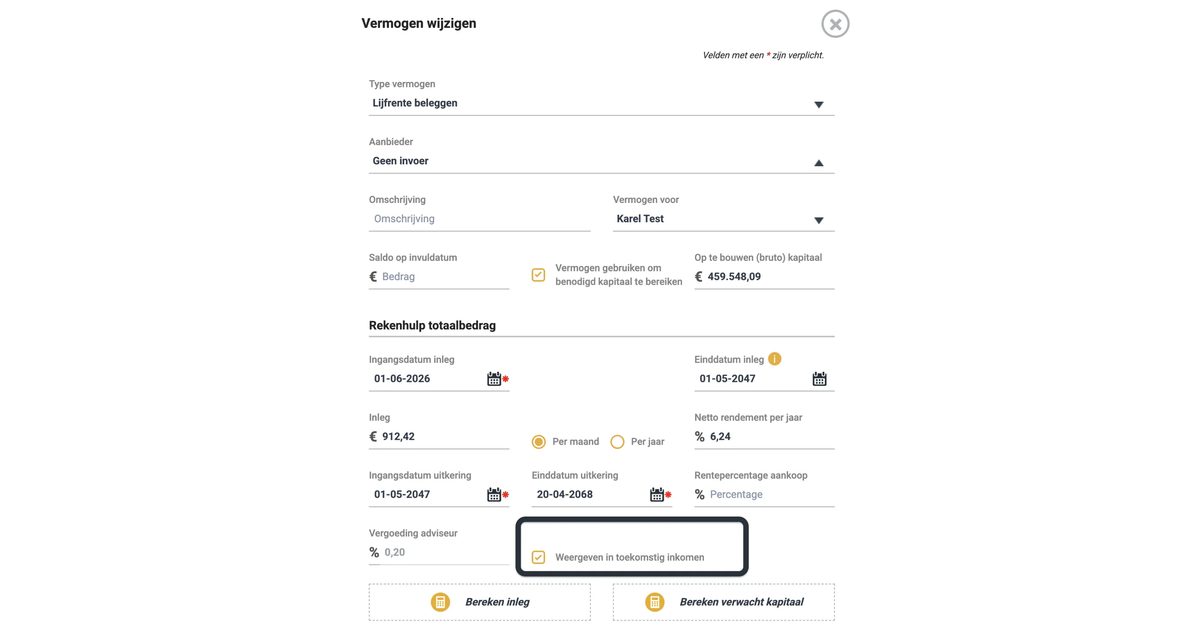 Vermogen wijzigen
Velden met een * zijn verplicht.
Type vermogen
Lijfrente beleggen
Aanbieder
Geen invoer
Omschrijving
Omschrijving
Vermogen voor
Karel Test
Saldo op invuldatum
€ Bedrag
Vermogen gebruiken om
benodigd kapitaal te bereiken
Op te bouwen (bruto) kapitaal
€ 459.548,09
Rekenhulp totaalbedrag
Ingangsdatum inleg
01-06-2026 *
Einddatum inleg i
01-05-2047
Inleg
€ 912,42
Per maand
Per jaar
Netto rendement per jaar
% 6,24
Ingangsdatum uitkering
01-05-2047 *
Einddatum uitkering
20-04-2068 *
Rentepercentage aankoop
% Percentage
Vergoeding adviseur
% 0,20
Weergeven in toekomstig inkomen
Bereken inleg
Bereken verwacht kapitaal